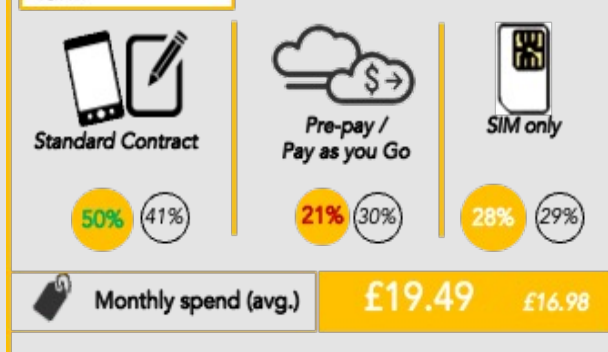 Standard Contract
Pre-pay /
Pay as you Go
SIM only
50% 41%
21% 30%
28% 29%
$
Monthly spend (avg.) £19.49 £16.98